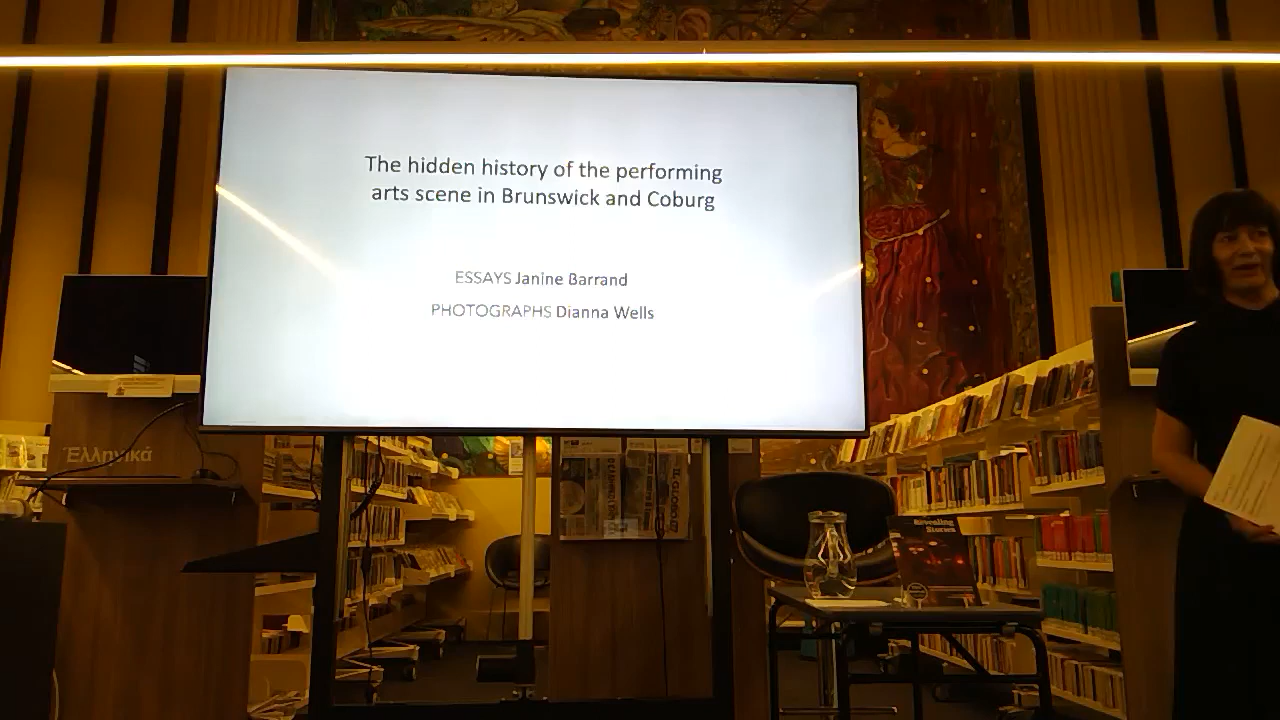 The hidden history of the performing
arts scene in Brunswick and Coburg
ESSAYS Janine Barrand
PHOTOGRAPHS Dianna Wells
Ελληνικά
Revealing
Stories